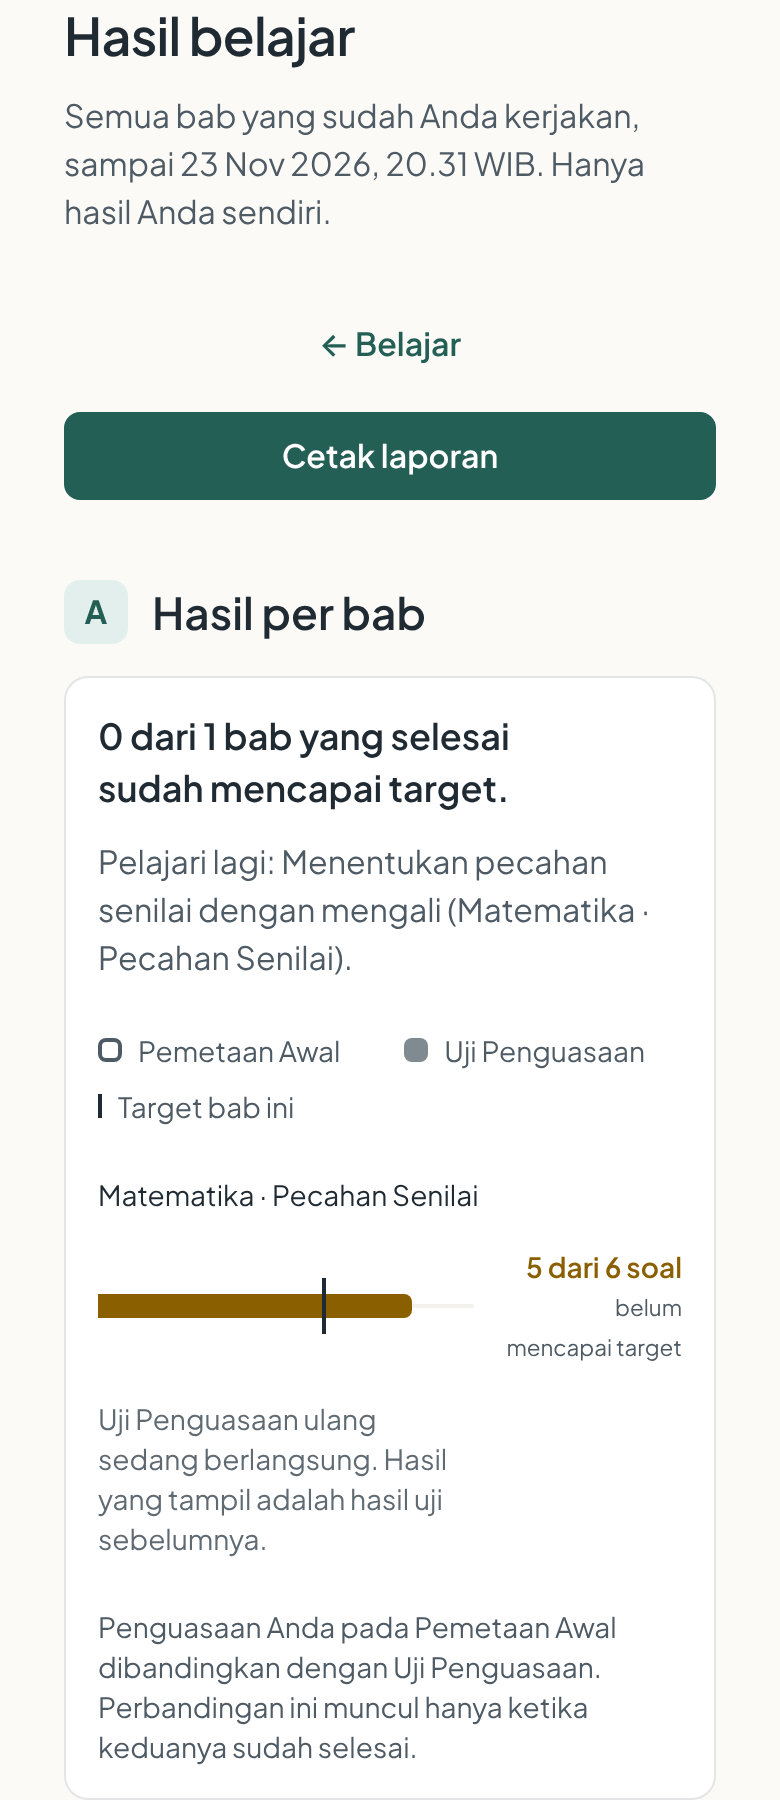 Hasil belajar
Semua bab yang sudah Anda kerjakan,
sampai 23 Nov 2026, 20.31 WIB. Hanya
hasil Anda sendiri.
← Belajar
Cetak laporan
A Hasil per bab
0 dari 1 bab yang selesai
sudah mencapai target.
Pelajari lagi: Menentukan pecahan
senilai dengan mengali (Matematika ·
Pecahan Senilai).
Pemetaan Awal Uji Penguasaan
Target bab ini
Matematika · Pecahan Senilai
5 dari 6 soal
belum
mencapai target
Uji Penguasaan ulang
sedang berlangsung. Hasil
yang tampil adalah hasil uji
sebelumnya.
Penguasaan Anda pada Pemetaan Awal
dibandingkan dengan Uji Penguasaan.
Perbandingan ini muncul hanya ketika
keduanya sudah selesai.